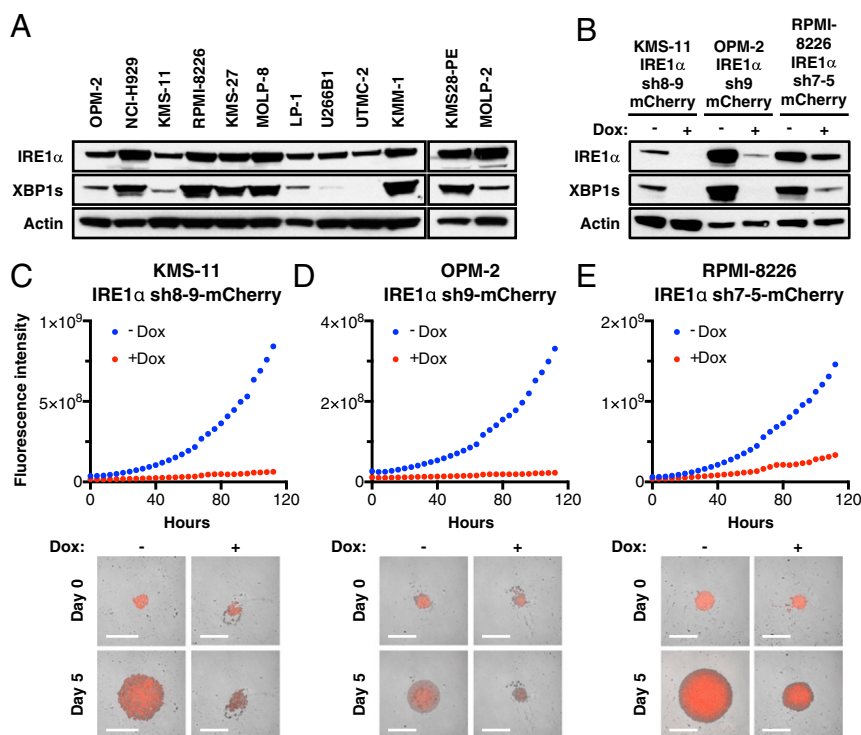 A
OPM-2
NCI-H929
KMS-11
RPMI-8226
KMS-27
MOLP-8
LP-1
U266B1
UTMC-2
KMM-1
KMS28-PE
MOLP-2
IRE1α
XBP1s
Actin
B
KMS-11
IRE1α
sh8-9
mCherry
OPM-2
IRE1α
sh9
mCherry
RPMI-
8226
IRE1α
sh7-5
mCherry
Dox: - + - + - +
IRE1α
XBP1s
Actin
C
KMS-11
IRE1α sh8-9-mCherry
Fluorescence intensity
1×10⁹
5×10⁸
0
- Dox
+Dox
0 40 80 120
Hours
Dox: - +
Day 0
Day 5
D
OPM-2
IRE1α sh9-mCherry
4×10⁸
2×10⁸
0
- Dox
+Dox
0 40 80 120
Hours
Dox: - +
Day 0
Day 5
E
RPMI-8226
IRE1α sh7-5-mCherry
2×10⁹
1×10⁹
0
- Dox
+Dox
0 40 80 120
Hours
Dox: - +
Day 0
Day 5